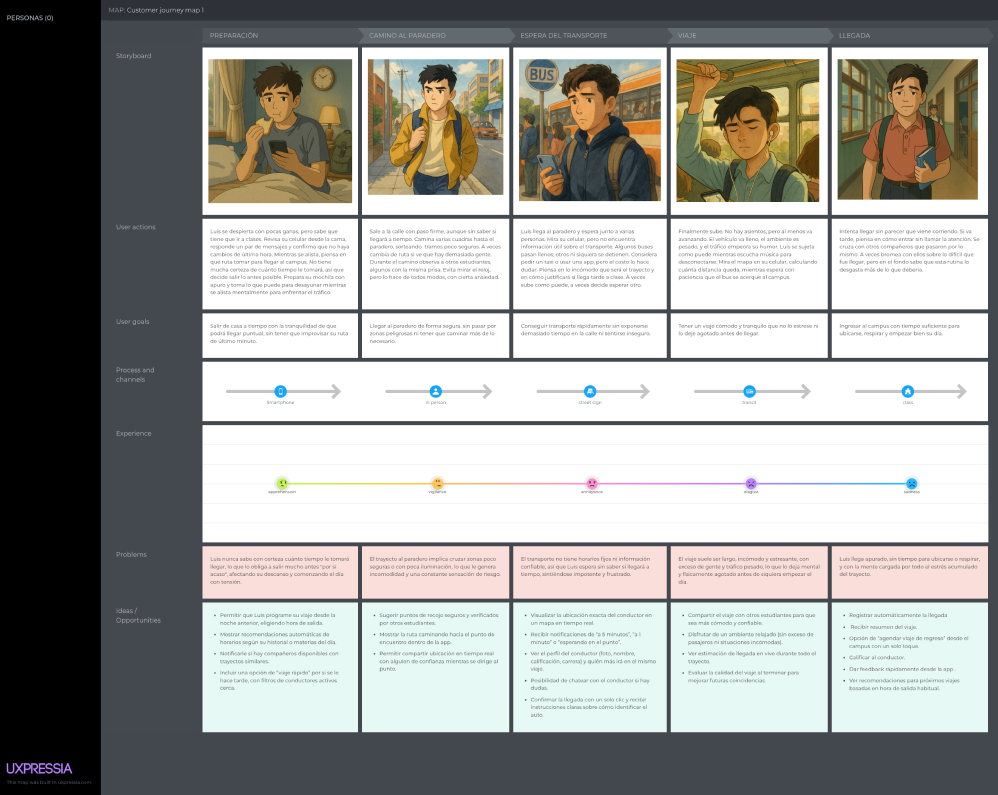 PERSONAS (0)
MAP: Customer journey map 1
PREPARACIÓN
CAMINO AL PARADERO
ESPERA DEL TRANSPORTE
VIAJE
LLEGADA
Storyboard
BUS
User actions
Luis se despierta con pocas ganas, pero sabe que
tiene que ir a clases. Revisa su celular desde la cama,
responde un par de mensajes y confirma que no haya
cambios de última hora. Mientras se alista, piensa en
qué ruta tomar para llegar al campus. No tiene
mucha certeza de cuánto tiempo le tomará, así que
decide salir lo antes posible. Prepara su mochila con
apuro y toma lo que puede para desayunar mientras
se alista mentalmente para enfrentar el tráfico.
Sale a la calle con paso firme, aunque sin saber si
llegará a tiempo. Camina varias cuadras hasta el
paradero, sorteando tramos poco seguros. A veces
cambia de ruta si ve que hay demasiada gente.
Durante el camino observa a otros estudiantes,
algunos con la misma prisa. Evita mirar el reloj,
pero lo hace de todos modos, con cierta ansiedad.
Luis llega al paradero y espera junto a varias
personas. Mira su celular, pero no encuentra
información útil sobre el transporte. Algunos buses
pasan llenos; otros ni siquiera se detienen. Considera
pedir un taxi o usar una app, pero el costo lo hace
dudar. Piensa en lo incómodo que será el trayecto y
en cómo justificará si llega tarde a clase. A veces
sube como puede, a veces decide esperar otro.
Finalmente sube. No hay asientos, pero al menos va
avanzando. El vehículo va lleno, el ambiente es
pesado, y el tráfico empeora su humor. Luis se sujeta
como puede mientras escucha música para
desconectarse. Mira el mapa en su celular, calculando
cuánta distancia queda, mientras espera con
paciencia que el bus se acerque al campus.
Intenta llegar sin parecer que viene corriendo. Si va
tarde, piensa en cómo entrar sin llamar la atención. Se
cruza con otros compañeros que pasaron por lo
mismo. A veces bromea con ellos sobre lo difícil que
fue llegar, pero en el fondo sabe que esta rutina lo
desgasta más de lo que debería.
User goals
Salir de casa a tiempo con la tranquilidad de que
podrá llegar puntual, sin tener que improvisar su ruta
de último minuto.
Llegar al paradero de forma segura, sin pasar por
zonas peligrosas ni tener que caminar más de lo
necesario.
Conseguir transporte rápidamente sin exponerse
demasiado tiempo en la calle ni sentirse inseguro.
Tener un viaje cómodo y tranquilo que no lo estrese ni
lo deje agotado antes de llegar.
Ingresar al campus con tiempo suficiente para
ubicarse, respirar y empezar bien su día.
Process and
channels
Smartphone
In person
Street sign
transit
class
Experience
apprehension
vigilance
annoyance
sadness
Problems
Luis nunca sabe con certeza cuánto tiempo le tomará
llegar, lo que lo obliga a salir mucho antes "por si
acaso", afectando su descanso y comenzando el día
con tensión.
El trayecto al paradero implica cruzar zonas poco
seguras o con poca iluminación, lo que le genera
incomodidad y una constante sensación de riesgo.
El transporte no tiene horarios fijos ni información
confiable, así que Luis espera sin saber si llegará a
tiempo, sintiéndose impotente y frustrado.
El viaje suele ser largo, incómodo y estresante, con
exceso de gente y tráfico pesado, lo que lo deja mental
y físicamente agotado antes de siquiera empezar el
día.
Luis llega apurado, sin tiempo para ubicarse o respirar,
y con la mente cargada por todo el estrés acumulado
del trayecto.
Ideas /
Opportunities
• Permitir que Luis programe su viaje desde la
noche anterior, eligiendo hora de salida.
• Mostrar recomendaciones automáticas de
horarios según su historial o materias del día.
• Notificarle si hay compañeros disponibles con
trayectos similares.
• Incluir una opción de "viaje rápido" por si se le
hace tarde, con filtros de conductores activos
cerca.
• Sugerir puntos de recojo seguros y verificados
por otros estudiantes.
• Mostrar la ruta caminando hacia el punto de
encuentro dentro de la app.
• Permitir compartir ubicación en tiempo real
con alguien de confianza mientras se dirige al
punto.
• Visualizar la ubicación exacta del conductor en
un mapa en tiempo real.
• Recibir notificaciones de "a 5 minutos", "a 1
minuto" o "esperando en el punto".
• Ver el perfil del conductor (foto, nombre,
calificación, carrera) y quién más irá en el mismo
viaje.
• Posibilidad de chatear con el conductor si hay
dudas.
• Confirmar la llegada con un solo clic y recibir
instrucciones claras sobre cómo identificar el
auto.
• Compartir el viaje con otros estudiantes para que
sea más cómodo y confiable.
• Disfrutar de un ambiente relajado (sin exceso de
pasajeros ni situaciones incómodas).
• Ver estimación de llegada en vivo durante todo el
trayecto.
• Evaluar la calidad del viaje al terminar para
mejorar futuras coincidencias.
• Registrar automáticamente la llegada
• Recibir resumen del viaje.
• Opción de "agendar viaje de regreso" desde el
campus con un solo toque.
• Calificar al conductor.
• Dar feedback rápidamente desde la app .
• Ver recomendaciones para próximos viajes
basadas en hora de salida habitual.
UXPRESSIA
This map was built in uxpressia.com